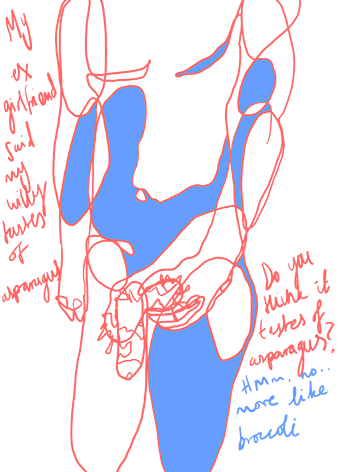 My
ex
girlfriend
said
my
willy
tastes
of
asparagus
Do you
think it
tastes of
asparagus?
HMM. no..
more like
broccoli